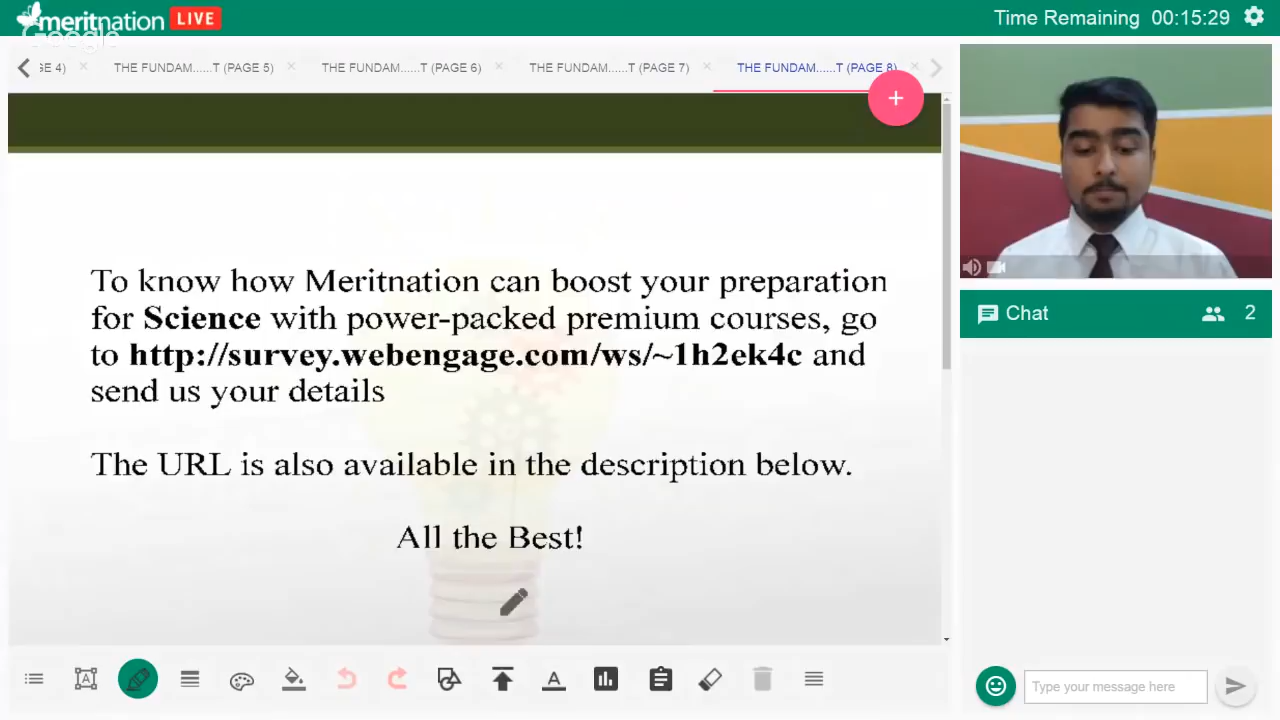 meritnation LIVE
Google
Time Remaining 00:15:29
GE 4)
THE FUNDAM......T (PAGE 5)
THE FUNDAM......T (PAGE 6)
THE FUNDAM......T (PAGE 7)
THE FUNDAM......T (PAGE 8)
To know how Meritnation can boost your preparation
for Science with power-packed premium courses, go
to http://survey.webengage.com/ws/~1h2ek4c and
send us your details
The URL is also available in the description below.
All the Best!
Chat 2
Type your message here